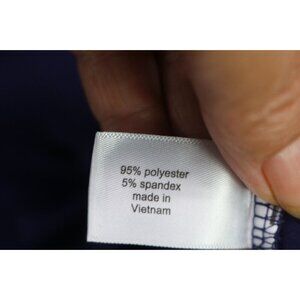 95% polyester
5% spandex
made in
Vietnam